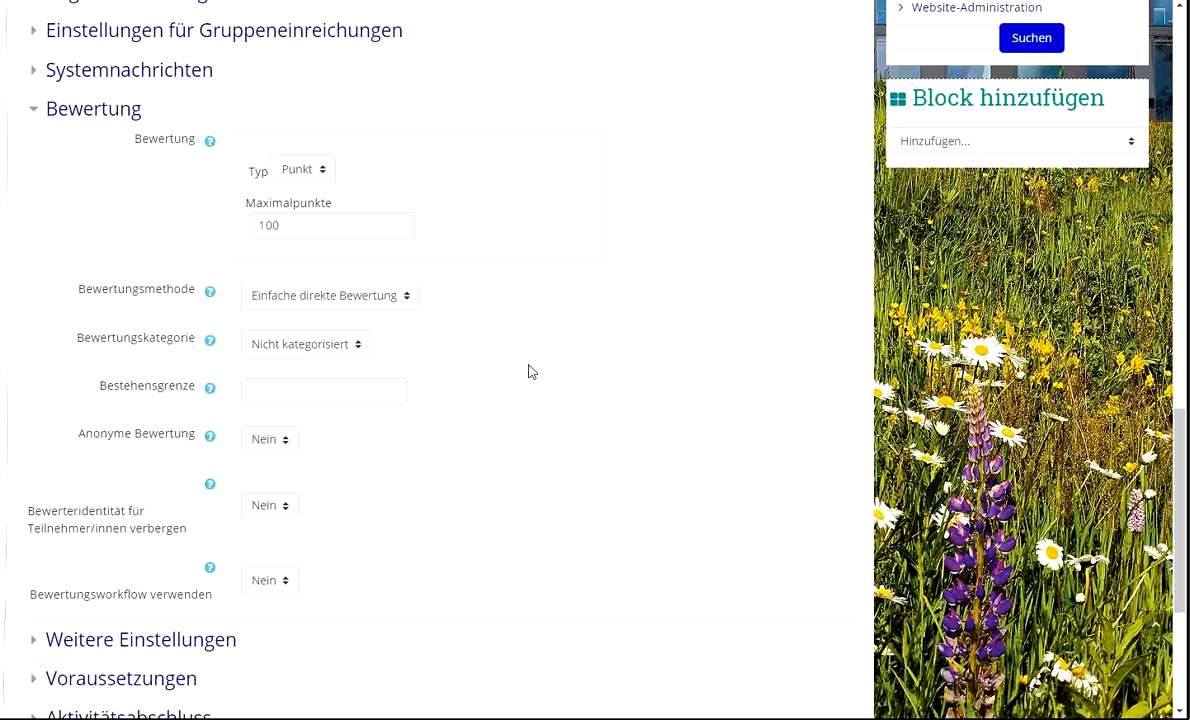 Einstellungen für Gruppeneinreichungen
Systemnachrichten
Bewertung
Bewertung
Typ Punkt
Maximalpunkte
100
Bewertungsmethode Einfache direkte Bewertung
Bewertungskategorie Nicht kategorisiert
Bestehensgrenze
Anonyme Bewertung Nein
Bewerteridentität für
Teilnehmer/innen verbergen
Nein
Bewertungsworkflow verwenden
Nein
Weitere Einstellungen
Voraussetzungen
Aktivitätsabschluss
Website-Administration
Suchen
Block hinzufügen
Hinzufügen...